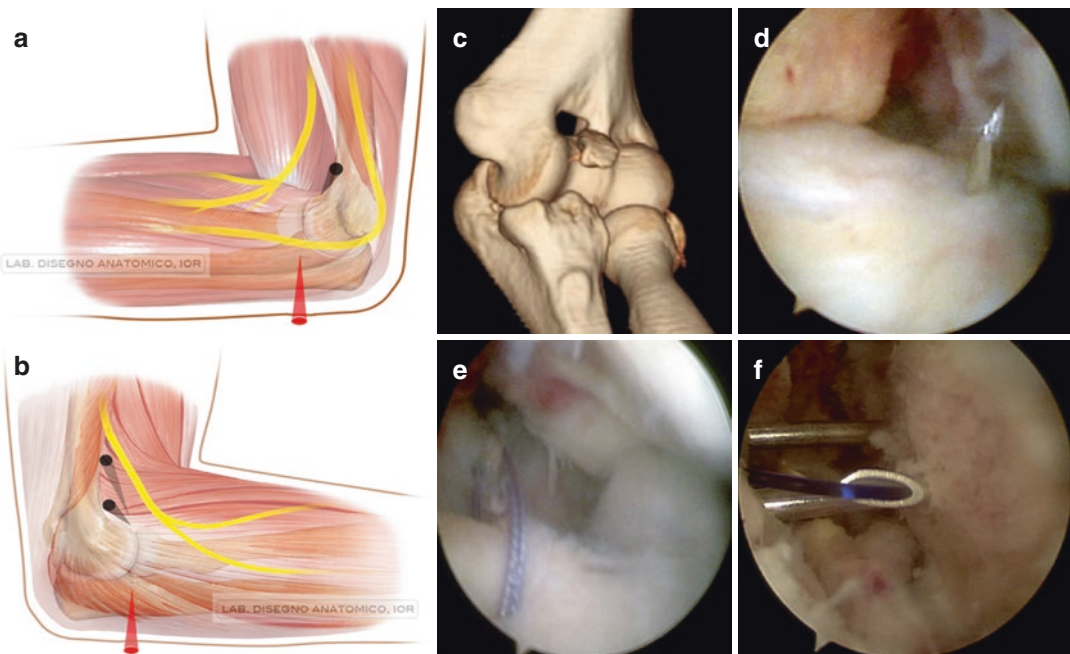 a
c
d
LAB. DISEGNO ANATOMICO, IOR
b
e
f
LAB. DISEGNO ANATOMICO, IOR